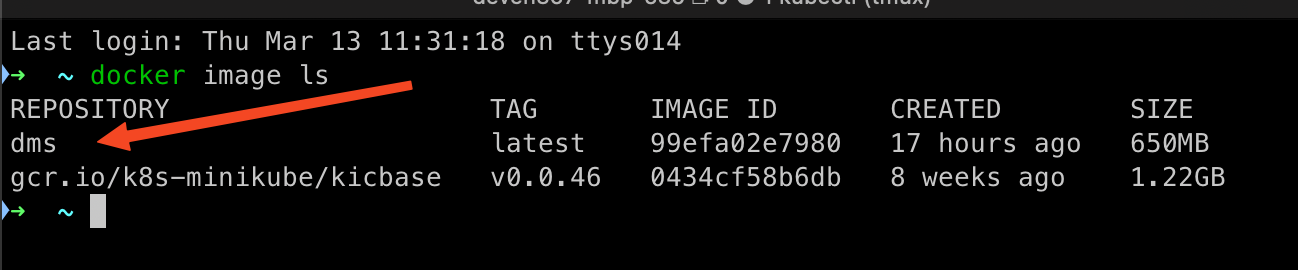 Last login: Thu Mar 13 11:31:18 on ttys014
➜ ~ docker image ls
REPOSITORY TAG IMAGE ID CREATED SIZE
dms latest 99efa02e7980 17 hours ago 650MB
gcr.io/k8s-minikube/kicbase v0.0.46 0434cf58b6db 8 weeks ago 1.22GB
➜ ~